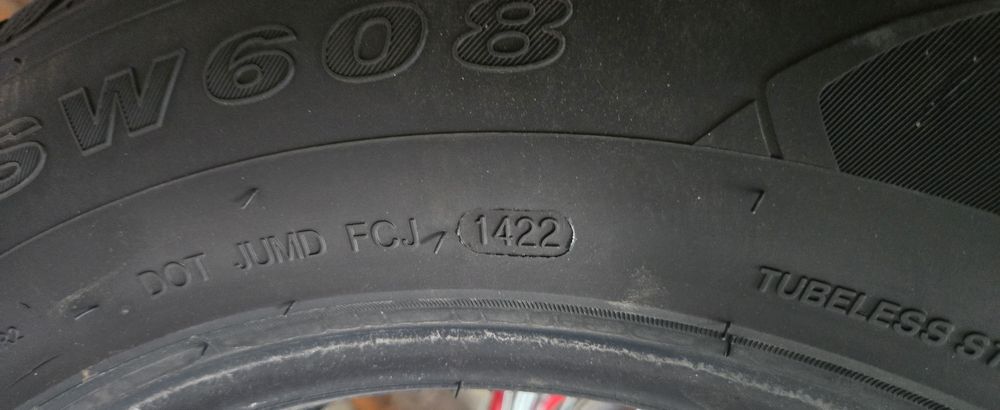 SW608
DOT JUMD FCJ 1422
TUBELESS